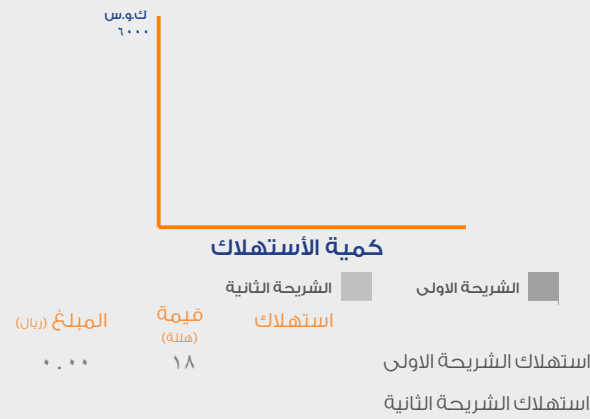 ك.و.س
٦٠٠٠
كمية الأستهلاك
الشريحة الاولى الشريحة الثانية
استهلاك قيمة (هللة) المبلغ (ريال)
استهلاك الشريحة الاولى ١٨ ٠.٠٠
استهلاك الشريحة الثانية